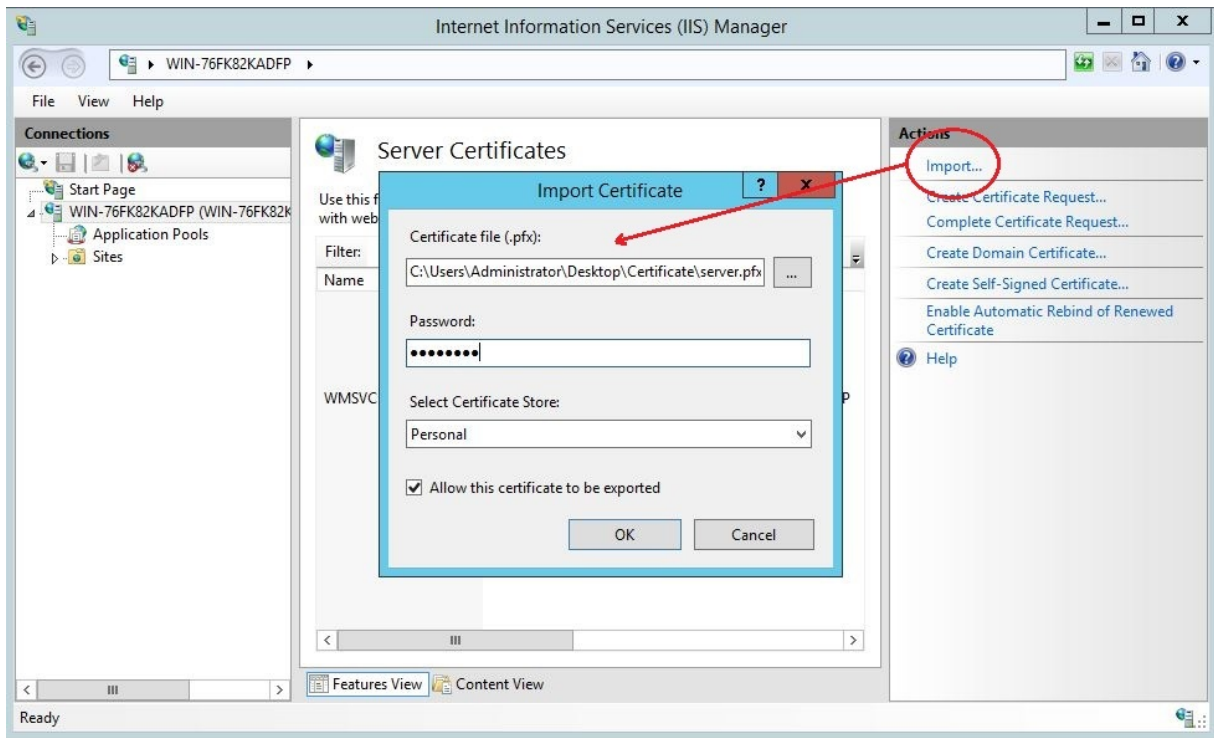 Internet Information Services (IIS) Manager
WIN-76FK82KADFP
File View Help
Connections
Start Page
WIN-76FK82KADFP (WIN-76FK82K
Application Pools
Sites
Server Certificates
Use this f
with web
Filter:
Name
WMSVC
P
Import Certificate
?
x
Certificate file (.pfx):
C:\Users\Administrator\Desktop\Certificate\server.pfx
...
Password:
••••••••
Select Certificate Store:
Personal
Allow this certificate to be exported
OK Cancel
Features View Content View
Actions
Import...
Create Certificate Request...
Complete Certificate Request...
Create Domain Certificate...
Create Self-Signed Certificate...
Enable Automatic Rebind of Renewed
Certificate
Help
Ready